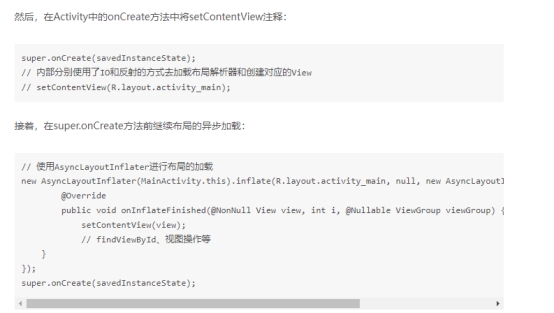 然后，在Activity中的onCreate方法中将setContentView注释：
super.onCreate(savedInstanceState);
// 内部分别使用了IO和反射的方式去加载布局解析器和创建对应的View
// setContentView(R.layout.activity_main);
接着，在super.onCreate方法前继续布局的异步加载：
// 使用AsyncLayoutInflater进行布局的加载
new AsyncLayoutInflater(MainActivity.this).inflate(R.layout.activity_main, null, new AsyncLayoutI
@Override
public void onInflateFinished(@NonNull View view, int i, @Nullable ViewGroup viewGroup) {
setContentView(view);
// findViewById、视图操作等
}
});
super.onCreate(savedInstanceState);